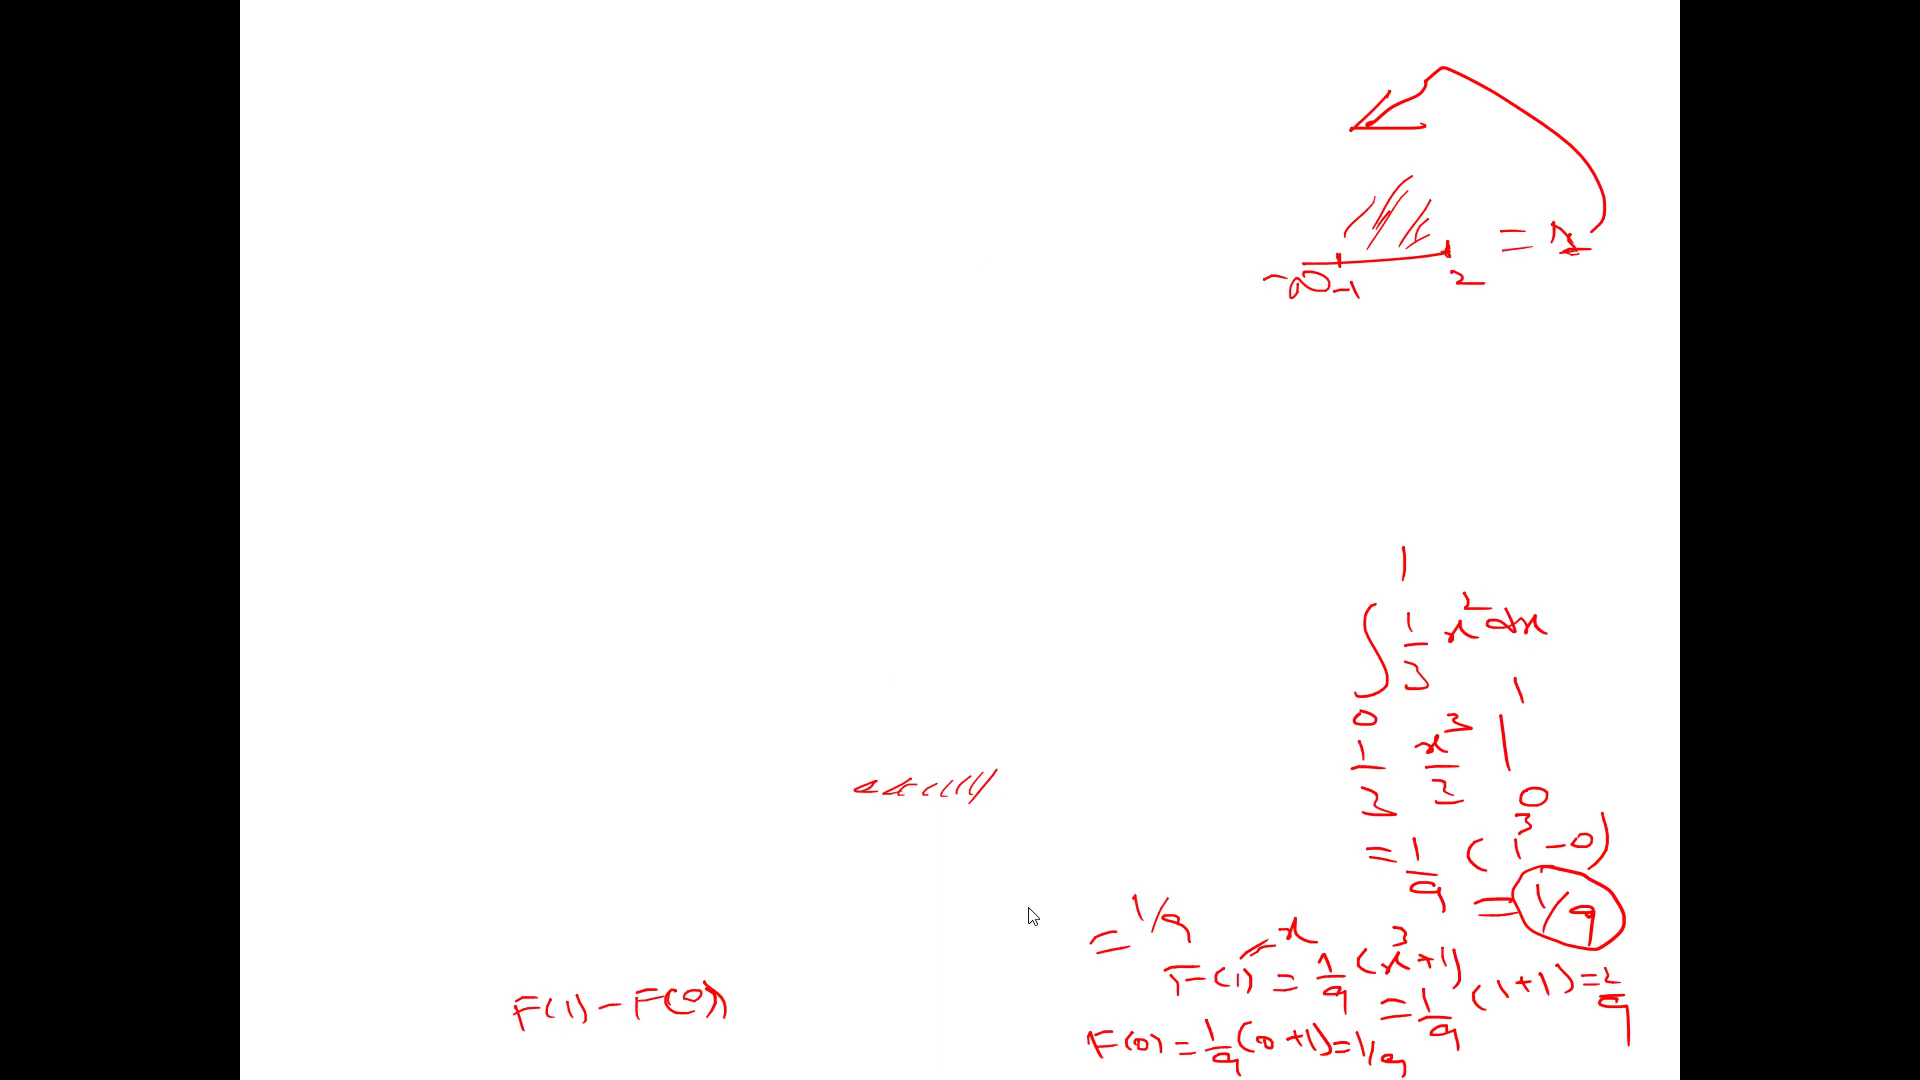 -∞ -1 2 =
∫ 1 0 1/3 x² dx
1/3 x³/3 | 1 0
= 1/9 (1³ - 0)
= 1/9
= 1/9
F(1) = 1/9 (x³+1) = 1/9 (1+1) = 2/9
x
F(1) - F(0)
F(0) = 1/9 (0+1) = 1/9